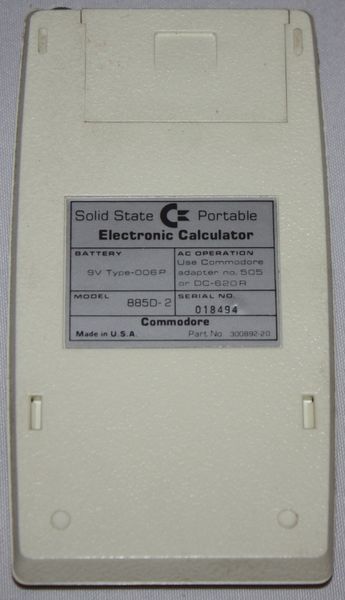 Solid State Portable
Electronic Calculator
BATTERY
9V Type-006P
AC OPERATION
Use Commodore
adapter no. 505
or DC-620R
MODEL 885D-2
SERIAL NO.
018494
Commodore
Made in U.S.A. Part No. 300892-20